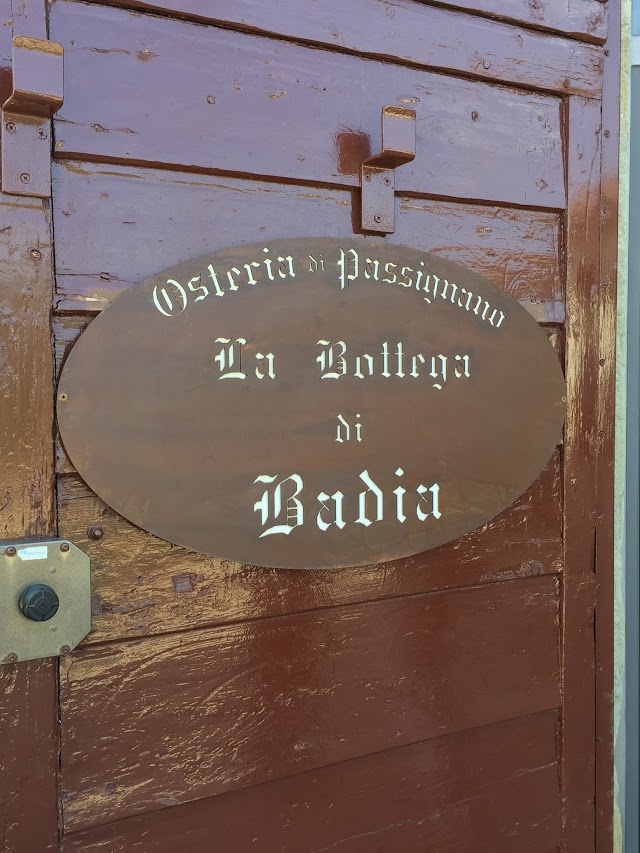 Osteria di Passignano
La Bottega
di
Badia